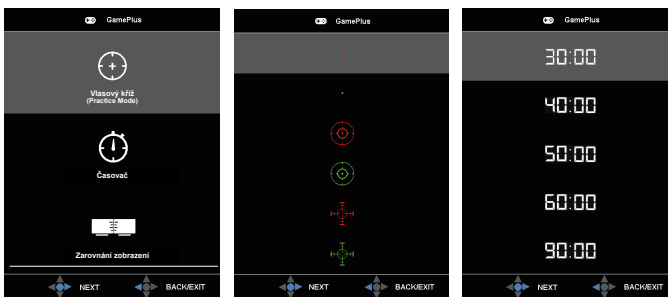 GamePlus
Vlasový kříž
(Practice Mode)
Časovač
Zarovnání zobrazení
NEXT
BACK/EXIT
GamePlus
NEXT
BACK/EXIT
GamePlus
30:00
40:00
50:00
60:00
90:00
NEXT
BACK/EXIT